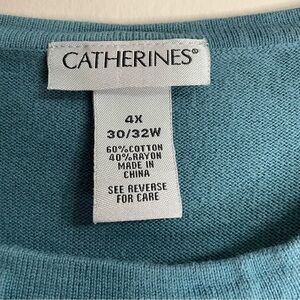 CATHERINES®
4X
30/32W
60%COTTON
40%RAYON
MADE IN
CHINA
SEE REVERSE
FOR CARE